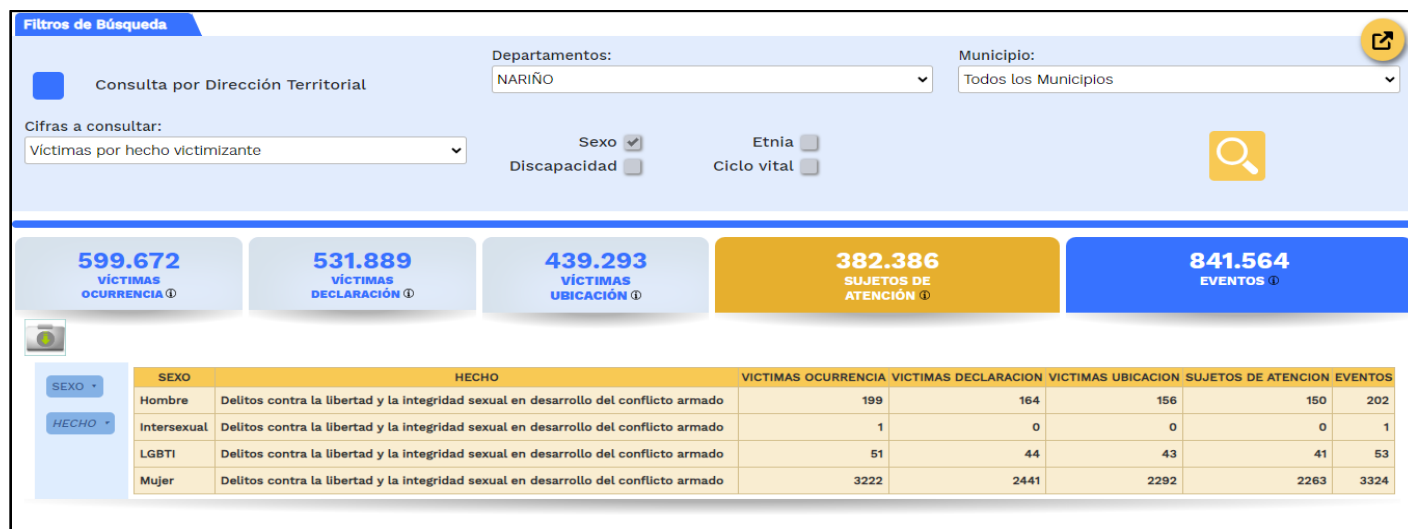 Filtros de Búsqueda
Consulta por Dirección Territorial
Departamentos:
NARIÑO
Municipio:
Todos los Municipios
Cifras a consultar:
Víctimas por hecho victimizante
Sexo
Etnia
Discapacidad
Ciclo vital
599.672
VÍCTIMAS
OCURRENCIA
531.889
VÍCTIMAS
DECLARACIÓN
439.293
VÍCTIMAS
UBICACIÓN
382.386
SUJETOS DE
ATENCIÓN
841.564
EVENTOS
SEXO
HECHO
SEXO HECHO VICTIMAS OCURRENCIA VICTIMAS DECLARACION VICTIMAS UBICACION SUJETOS DE ATENCION EVENTOS
Hombre Delitos contra la libertad y la integridad sexual en desarrollo del conflicto armado 199 164 156 150 202
Intersexual Delitos contra la libertad y la integridad sexual en desarrollo del conflicto armado 1 0 0 0 1
LGBTI Delitos contra la libertad y la integridad sexual en desarrollo del conflicto armado 51 44 43 41 53
Mujer Delitos contra la libertad y la integridad sexual en desarrollo del conflicto armado 3222 2441 2292 2263 3324